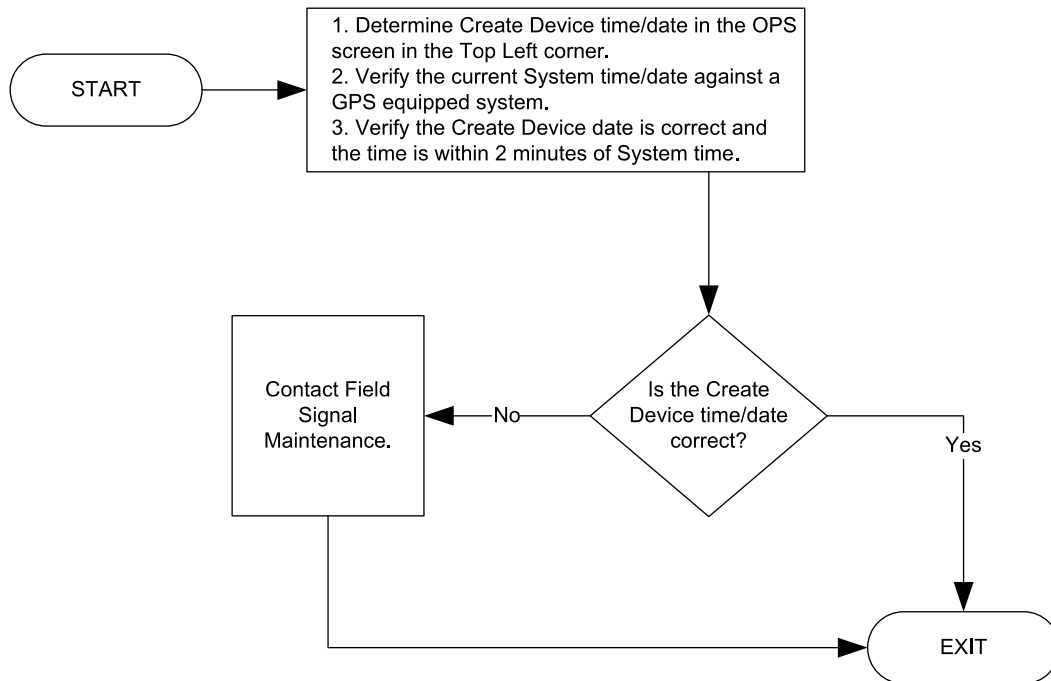 START
1. Determine Create Device time/date in the OPS
screen in the Top Left corner.
2. Verify the current System time/date against a
GPS equipped system.
3. Verify the Create Device date is correct and
the time is within 2 minutes of System time.
Contact Field
Signal
Maintenance.
No
Is the Create
Device time/date
correct?
Yes
EXIT